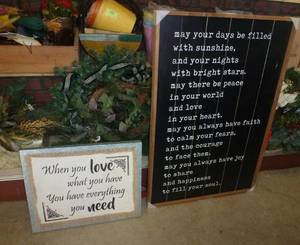 may your days be filled
with sunshine,
and your nights
with bright stars.
may there be peace
in your world
and love
in your heart.
may you always have faith
to calm your fears,
and the courage
to face them.
may you always have joy
to share
and happiness
to fill your soul.
When you love
what you have
You have everything
you need